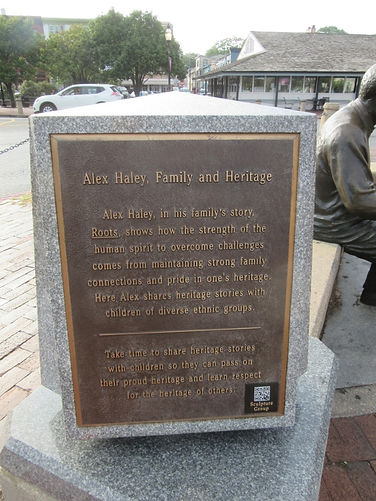 Alex Haley, Family and Heritage
Alex Haley, in his family's story,
Roots, shows how the strength of the
human spirit to overcome challenges
comes from maintaining strong family
connections and pride in one's heritage.
Here Alex shares heritage stories with
children of diverse ethnic groups.
Take time to share heritage stories
with children so they can pass on
their proud heritage and learn respect
for the heritage of others.
Sculpture
Group